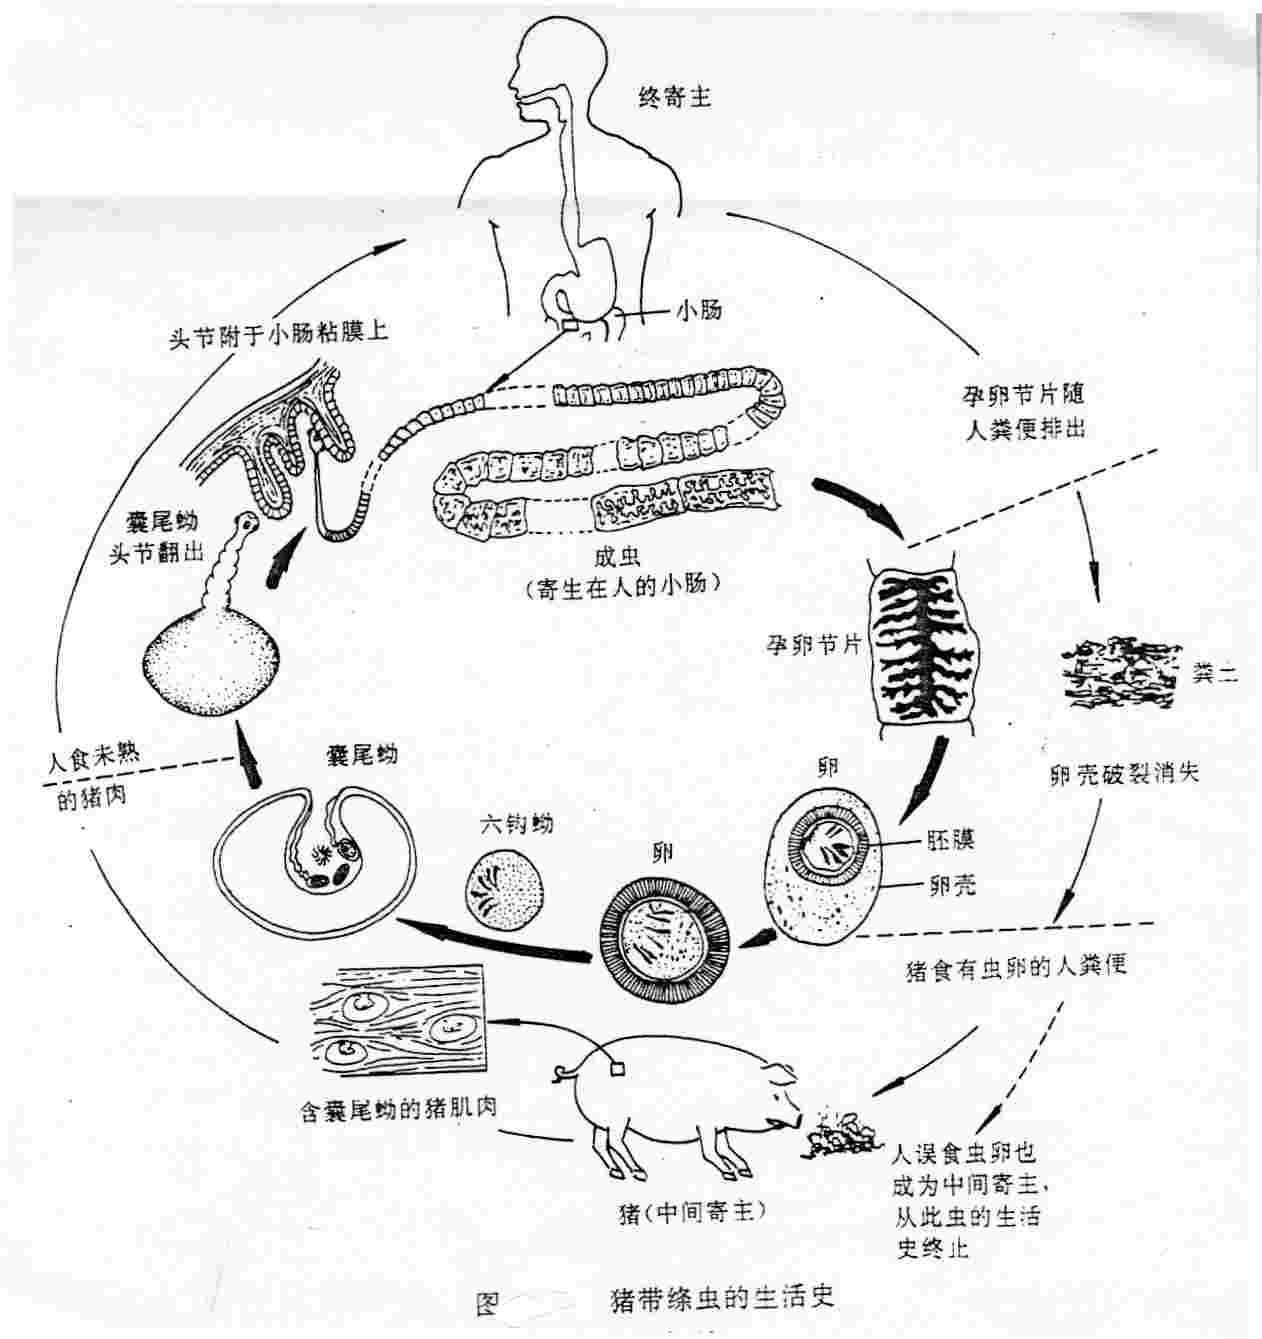 终寄主
小肠
头节附于小肠粘膜上
孕卵节片随
人粪便排出
囊尾蚴
头节翻出
成虫
(寄生在人的小肠)
孕卵节片
粪土
人食未熟
的猪肉
囊尾蚴
六钩蚴
卵
卵
胚膜
卵壳
卵壳破裂消失
猪食有虫卵的人粪便
含囊尾蚴的猪肌肉
猪(中间寄主)
人误食虫卵也
成为中间寄主,
从此虫的生活
史终止
图 猪带绦虫的生活史